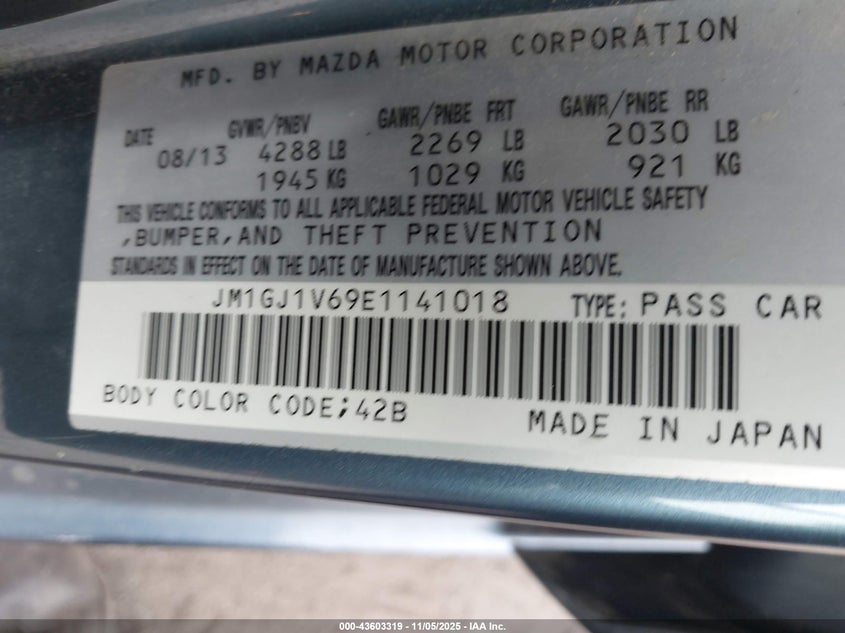 MFD. BY MAZDA MOTOR CORPORATION
DATE GVWR/PNBV GAWR/PNBE FRT GAWR/PNBE RR
08/13 4288 LB 2269 LB 2030 LB
1945 KG 1029 KG 921 KG
THIS VEHICLE CONFORMS TO ALL APPLICABLE FEDERAL MOTOR VEHICLE SAFETY
,BUMPER,AND THEFT PREVENTION
STANDARDS IN EFFECT ON THE DATE OF MANUFACTURE SHOWN ABOVE.
JM1GJ1V69E1141018 TYPE: PASS CAR
BODY COLOR CODE;42B MADE IN JAPAN
000-43603319 - 11/05/2025 - IAA Inc.